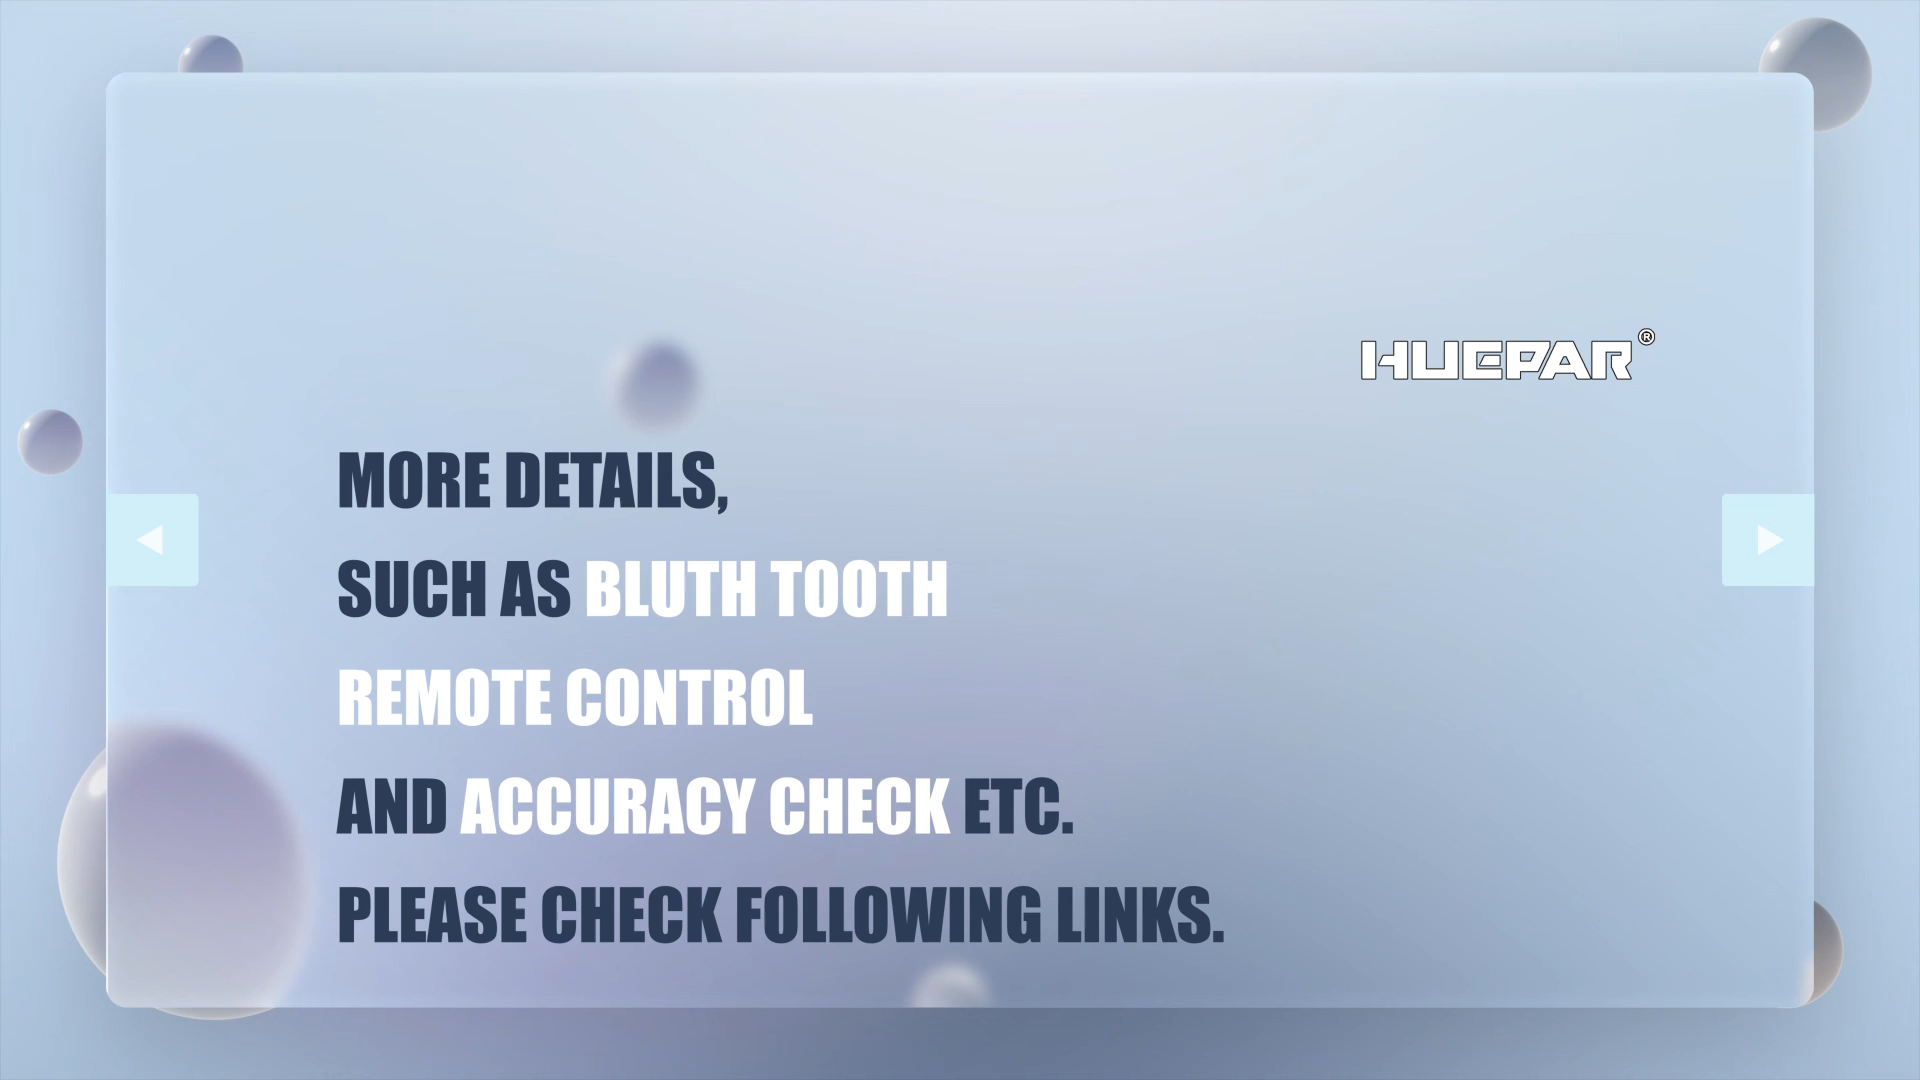 HUEPAR®
MORE DETAILS,
SUCH AS BLUTH TOOTH
REMOTE CONTROL
AND ACCURACY CHECK ETC.
PLEASE CHECK FOLLOWING LINKS.